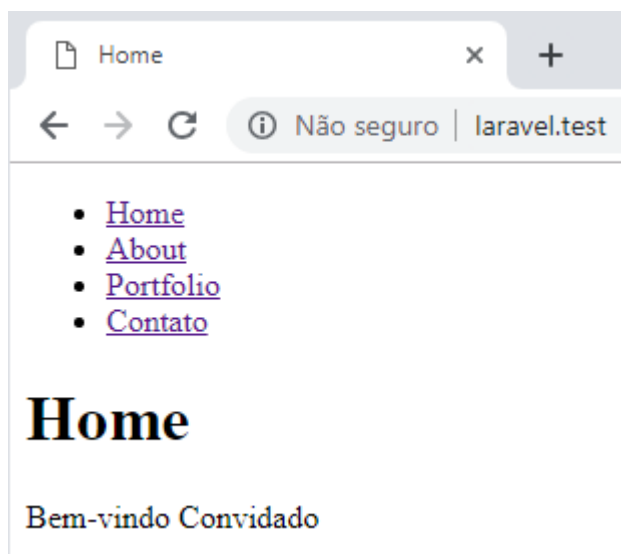 Home
Não seguro | laravel.test
Home
About
Portfolio
Contato
Home
Bem-vindo Convidado